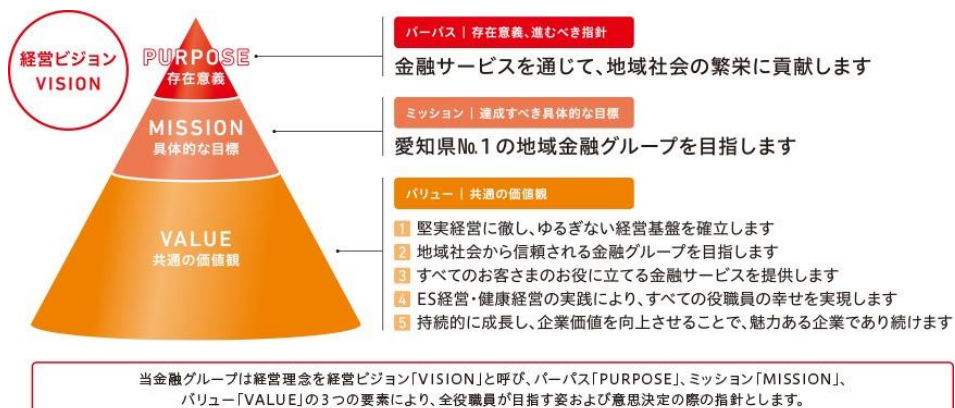 経営ビジョン
VISION
PURPOSE
存在意義
MISSION
具体的な目標
VALUE
共通の価値観
パーパス｜存在意義、進むべき指針
金融サービスを通じて、地域社会の繁栄に貢献します
ミッション｜達成すべき具体的な目標
愛知県No.1の地域金融グループを目指します
バリュー｜共通の価値観
1 堅実経営に徹し、ゆるぎない経営基盤を確立します
2 地域社会から信頼される金融グループを目指します
3 すべてのお客さまのお役に立てる金融サービスを提供します
4 ES経営・健康経営の実践により、すべての役職員の幸せを実現します
5 持続的に成長し、企業価値を向上させることで、魅力ある企業であり続けます
当金融グループは経営理念を経営ビジョン「VISION」と呼び、パーパス「PURPOSE」、ミッション「MISSION」、
バリュー「VALUE」の3つの要素により、全役職員が目指す姿および意思決定の際の指針とします。